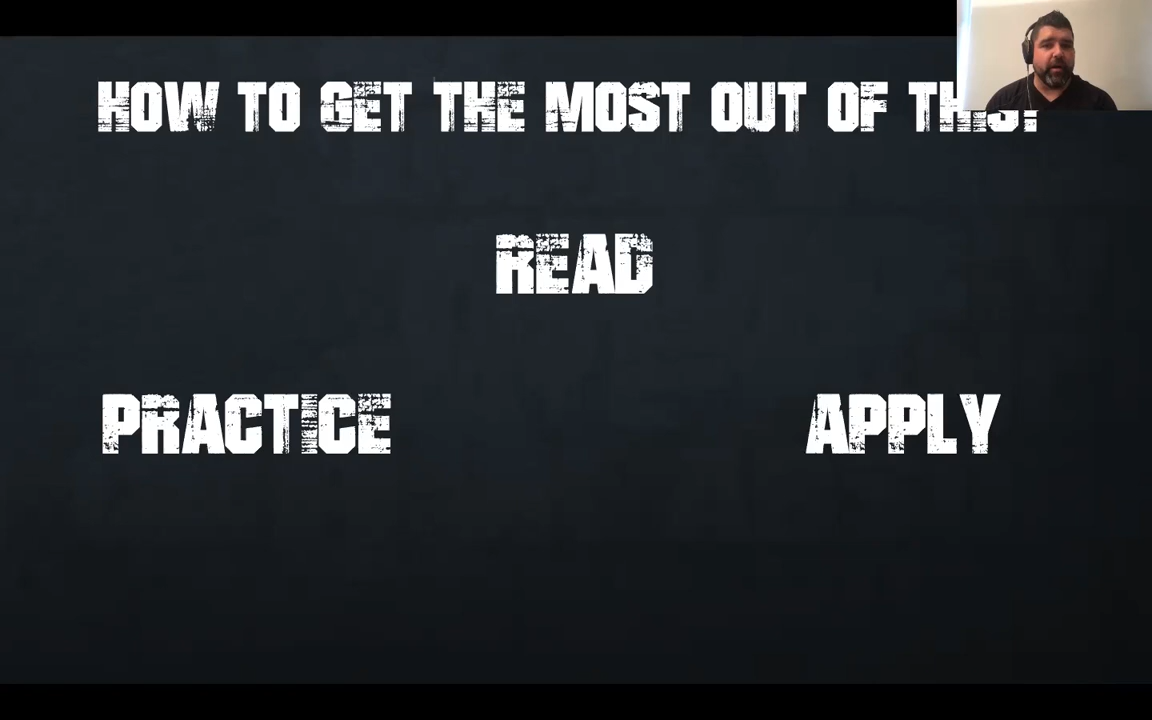 HOW TO GET THE MOST OUT OF
READ
PRACTICE
APPLY